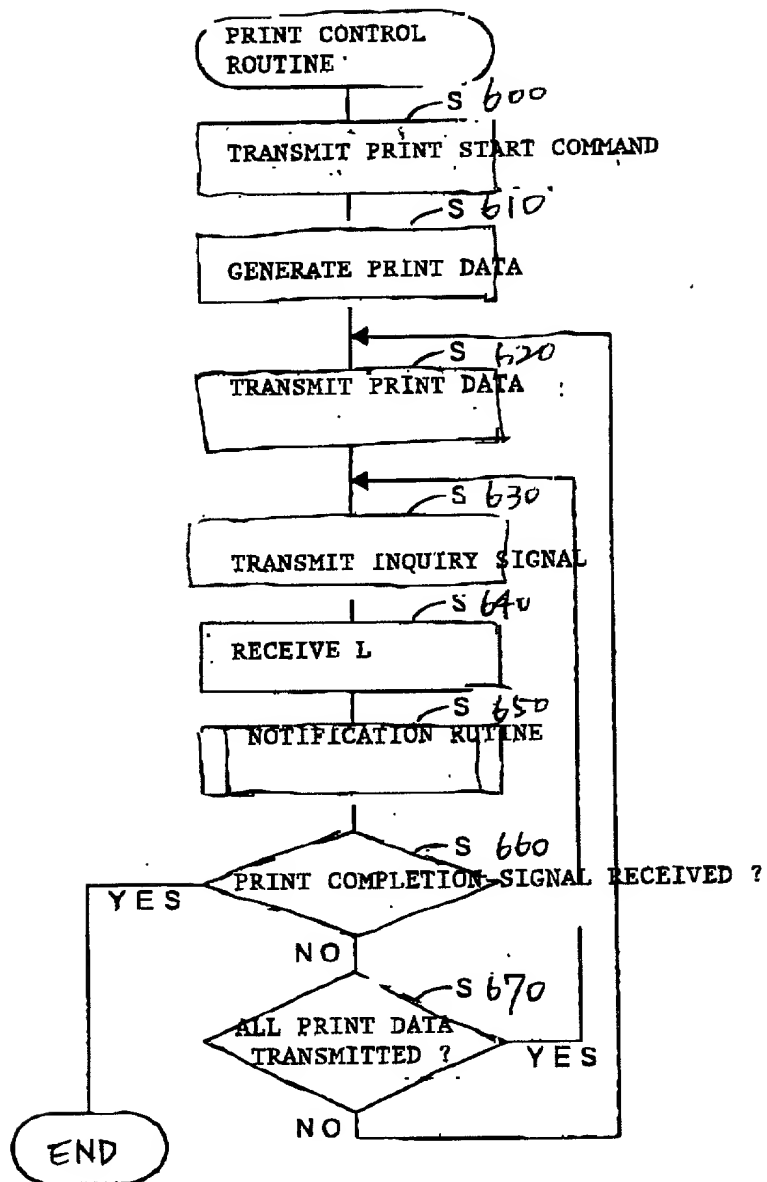 PRINT CONTROL
ROUTINE
S 600
TRANSMIT PRINT START COMMAND
S 610
GENERATE PRINT DATA
S 620
TRANSMIT PRINT DATA
S 630
TRANSMIT INQUIRY SIGNAL
S 640
RECEIVE L
S 650
NOTIFICATION RUTINE
S 660
PRINT COMPLETION SIGNAL RECEIVED ?
YES
NO
S 670
ALL PRINT DATA
TRANSMITTED ?
YES
NO
END